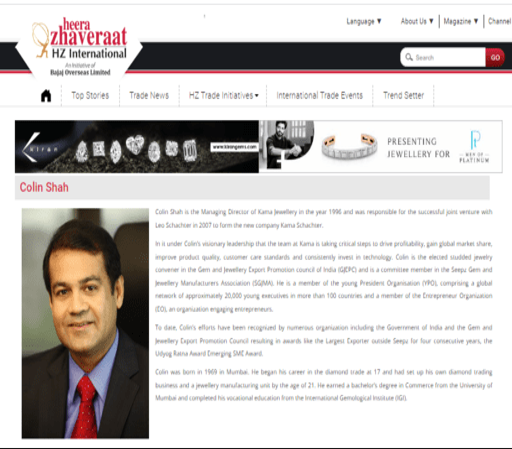 Language ▼ About Us ▼ Magazine ▼ Channel
heera
zhaveraat
HZ International
An Initiative of
Bajaj Overseas Limited
Search GO
Top Stories Trade News HZ Trade Initiatives International Trade Events Trend Setter
kiran www.kirangems.com PRESENTING
JEWELLERY FOR
MEN OF
PLATINUM
Colin Shah
Colin Shah is the Managing Director of Kama Jewellery in the year 1996 and was responsible for the successful joint venture with
Leo Schachter in 2007 to form the new company Kama Schachter.
In it under Colin's visionary leadership that the team at Kama is taking critical steps to drive profitability, gain global market share,
improve product quality, customer care standards and consistently invest in technology. Colin is the elected studded jewelry
convener in the Gem and Jewellery Export Promotion council of India (GJEPC) and is a committee member in the Seepz Gem and
Jewellery Manufacturers Association (SGJMA). He is a member of the young President Organisation (YPO), comprising a global
network of approximately 20,000 young executives in more than 100 countries and a member of the Entrepreneur Organisation
(EO), an organization engaging entrepreneurs.
To date, Colin's efforts have been recognised by numerous organization including the Government of India and the Gem and
Jewellery Export Promotion Council resulting in awards like the Largest Exporter outside Seepz for four consecutive years, the
Udyog Ratna Award Emerging SME Award.
Colin was born in 1969 in Mumbai. He began his career in the diamond trade at 17 and had set up his own diamond trading
business and a jewellery manufacturing unit by the age of 21. He earned a bachelor's degree in Commerce from the University of
Mumbai and completed his vocational education from the International Gemological Insitute (IGI).